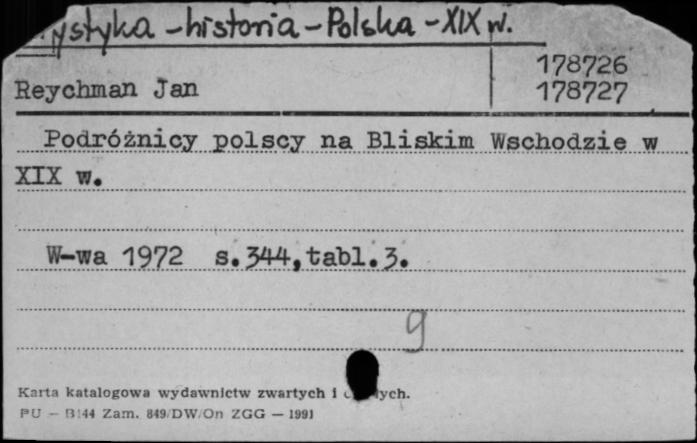 - historia - Polska - XIX w.
178726
Reychman Jan
178727
Podróżnicy polscy na Bliskim Wschodzie w
XIX w.
W-wa 1972 s.344, tabl.3.
9
Karta katalogowa wydawnictw zwartych i
PU - B144 Zam. 849/DW/On ZGG - 1991